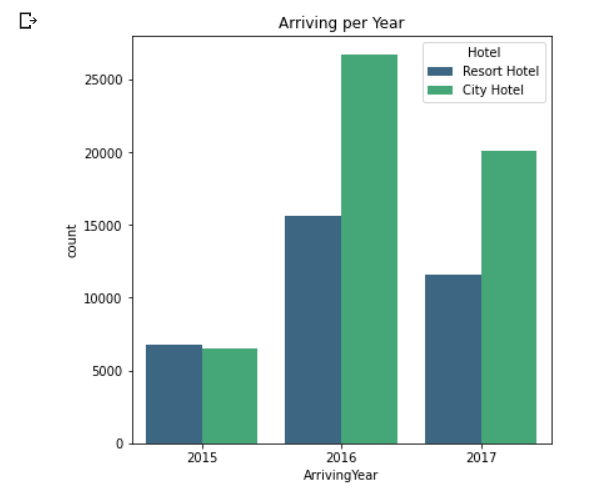 Arriving per Year
Hotel
Resort Hotel
City Hotel
25000
20000
15000
10000
5000
0
count
2015 2016 2017
ArrivingYear